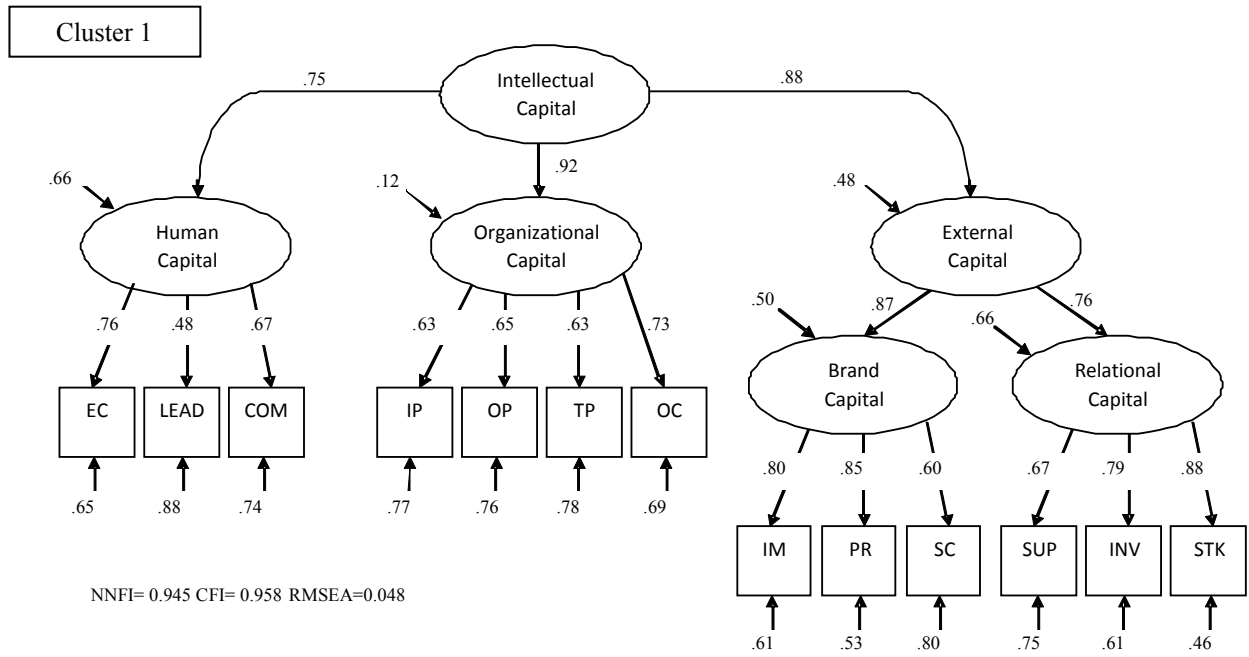 Cluster 1
Intellectual
Capital
.75
.88
.92
.66
.12
.48
Human
Capital
Organizational
Capital
External
Capital
.76
.48
.67
.63
.65
.63
.73
.50
.87
.76
.66
EC
LEAD
COM
IP
OP
TP
OC
Brand
Capital
Relational
Capital
.65
.88
.74
.77
.76
.78
.69
.80
.85
.60
.67
.79
.88
IM
PR
SC
SUP
INV
STK
NNFI= 0.945 CFI= 0.958 RMSEA=0.048
.61
.53
.80
.75
.61
.46